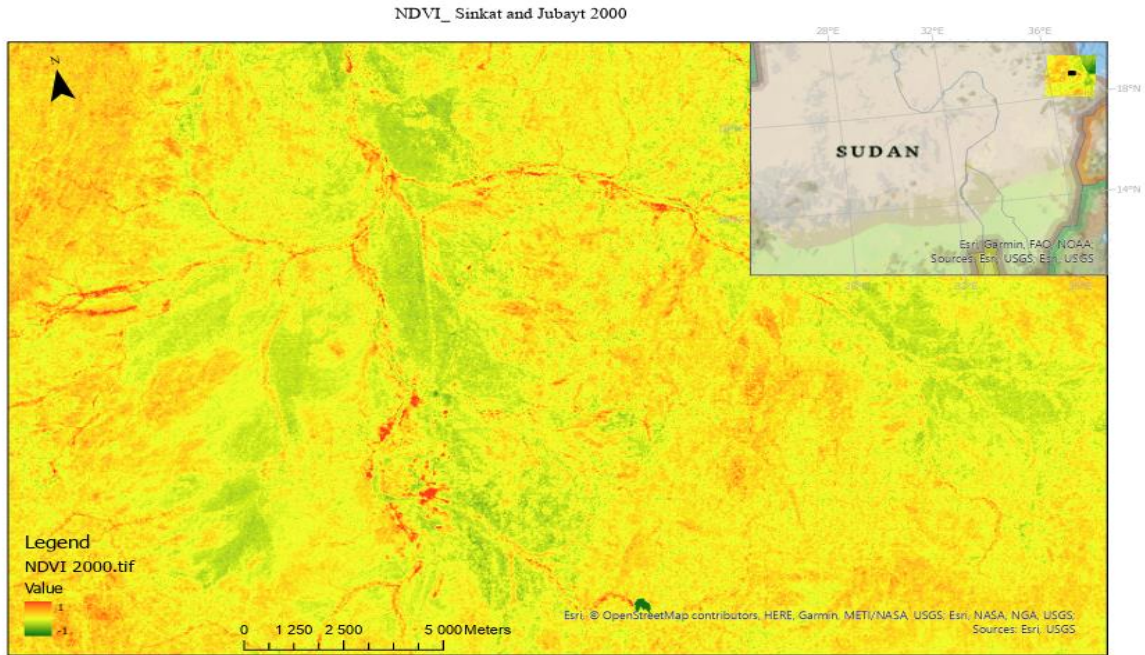 NDVI_ Sinkat and Jubayt 2000
28°E 32°E 36°E
18°N
SUDAN
14°N
Esri, Garmin, FAO, NOAA,
Sources: Esri, USGS; Esri, USGS
N
Legend
NDVI 2000.tif
Value
1
-1
0 1 250 2 500 5 000 Meters
Esri, © OpenStreetMap contributors, HERE, Garmin, METI/NASA, USGS; Esri, NASA, NGA, USGS;
Sources: Esri, USGS